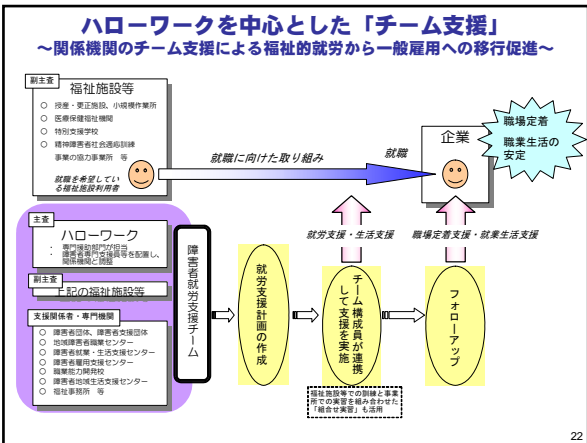 ハローワークを中心とした「チーム支援」
～関係機関のチーム支援による福祉的就労から一般雇用への移行促進～
副主査
福祉施設等
○ 授産・更正施設、小規模作業所
○ 医療保健福祉機関
○ 特別支援学校
○ 精神障害者社会適応訓練
事業の協力事業所 等
就職を希望してい
る福祉施設利用者
就職に向けた取り組み
就職
企業
職場定着
職業生活の
安定
主査
ハローワーク
： 専門援助部門が担当
： 障害者専門支援員等を配置し、
関係機関と調整
副主査
上記の福祉施設等
支援関係者・専門機関
○ 障害者団体、障害者支援団体
○ 地域障害者職業センター
○ 障害者就業・生活支援センター
○ 障害者雇用支援センター
○ 職業能力開発校
○ 障害者地域生活支援センター
○ 福祉事務所 等
障害者就労支援チーム
就労支援計画の作成
就労支援・生活支援
チーム構成員が連携
して支援を実施
職場定着支援・就業生活支援
フォローアップ
福祉施設等での訓練と事業
所での実習を組み合わせた
「組合せ実習」も活用
22